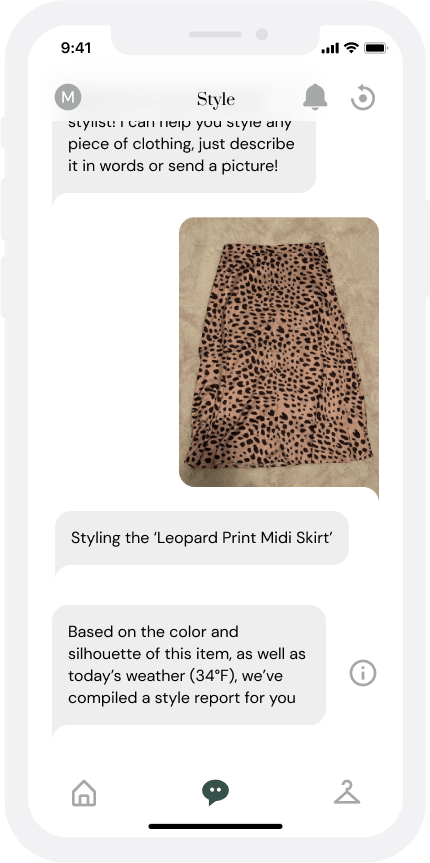 9:41
M
Style
stylist! I can help you style any
piece of clothing, just describe
it in words or send a picture!
Styling the ‘Leopard Print Midi Skirt’
Based on the color and
silhouette of this item, as well as
today’s weather (34°F), we’ve
compiled a style report for you